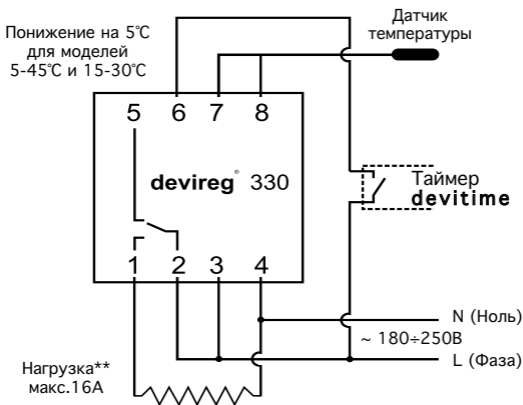 Понижение на 5℃
для моделей
5-45℃ и 15-30℃
Датчик
температуры
5 6 7 8
devireg® 330
Таймер
devitime
1 2 3 4
N (Ноль)
~ 180÷250В
L (Фаза)
Нагрузка**
макс.16А